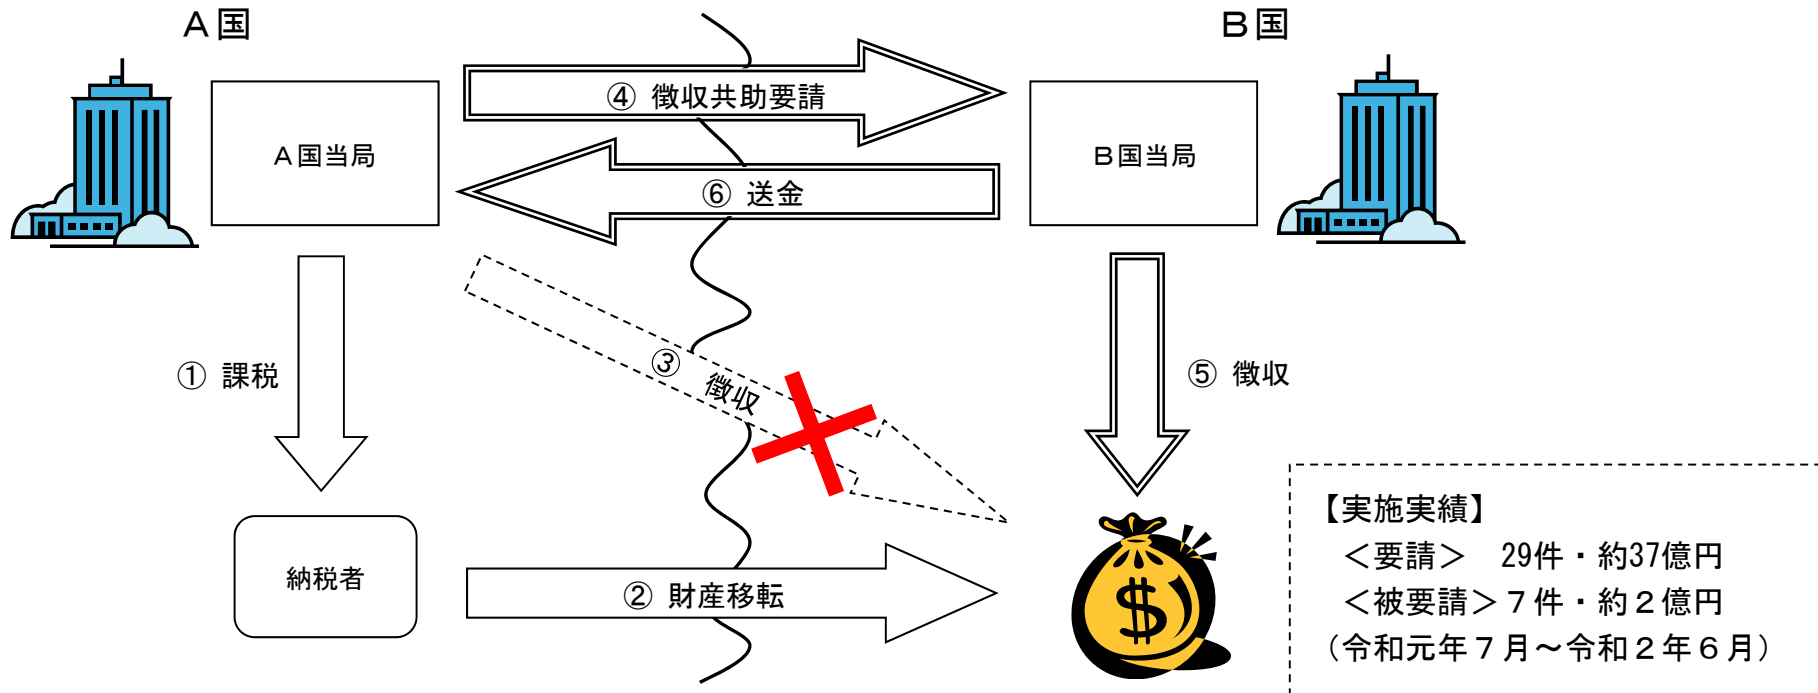 A国
B国
④ 徴収共助要請
A国当局
B国当局
⑥ 送金
① 課税
③ 徴収
⑤ 徴収
納税者
② 財産移転
$
【実施実績】
＜要請＞ 29件・約37億円
＜被要請＞７件・約２億円
（令和元年７月～令和２年６月）